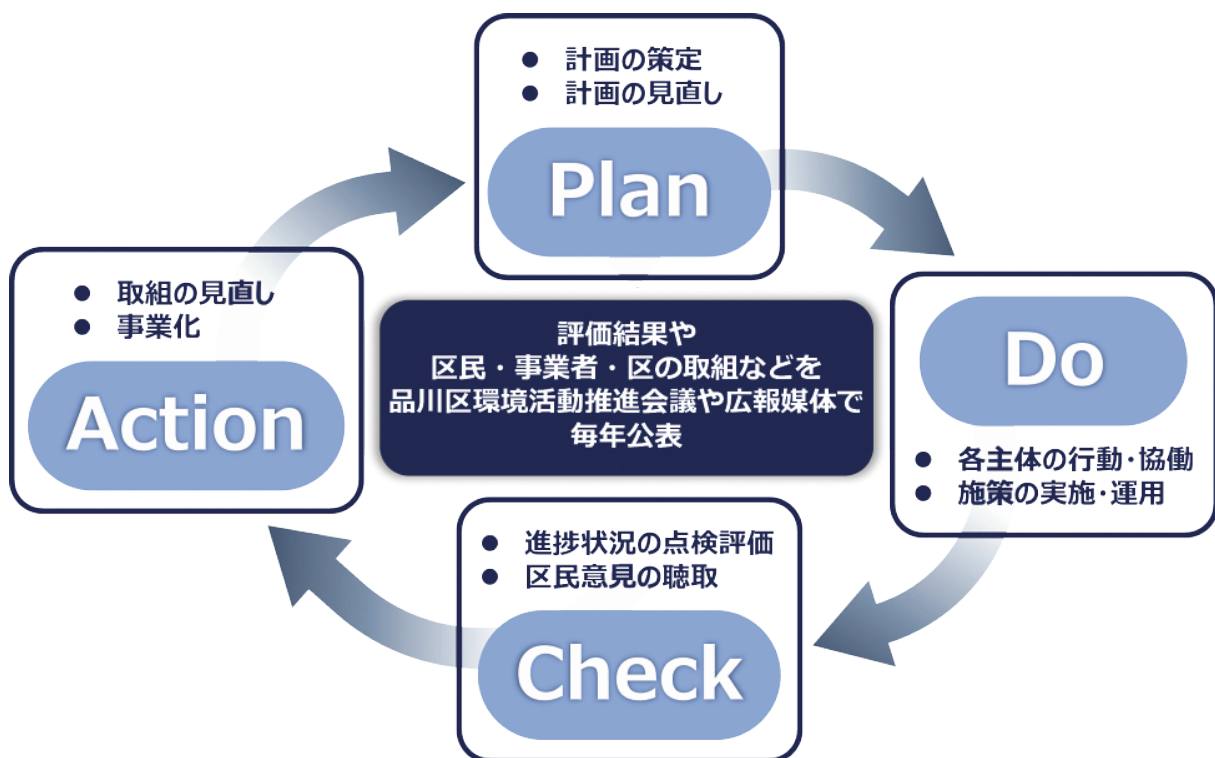 ● 計画の策定
● 計画の見直し
Plan
● 取組の見直し
● 事業化
Action
評価結果や
区民・事業者・区の取組などを
品川区環境活動推進会議や広報媒体で
毎年公表
Do
● 各主体の行動・協働
● 施策の実施・運用
● 進捗状況の点検評価
● 区民意見の聴取
Check